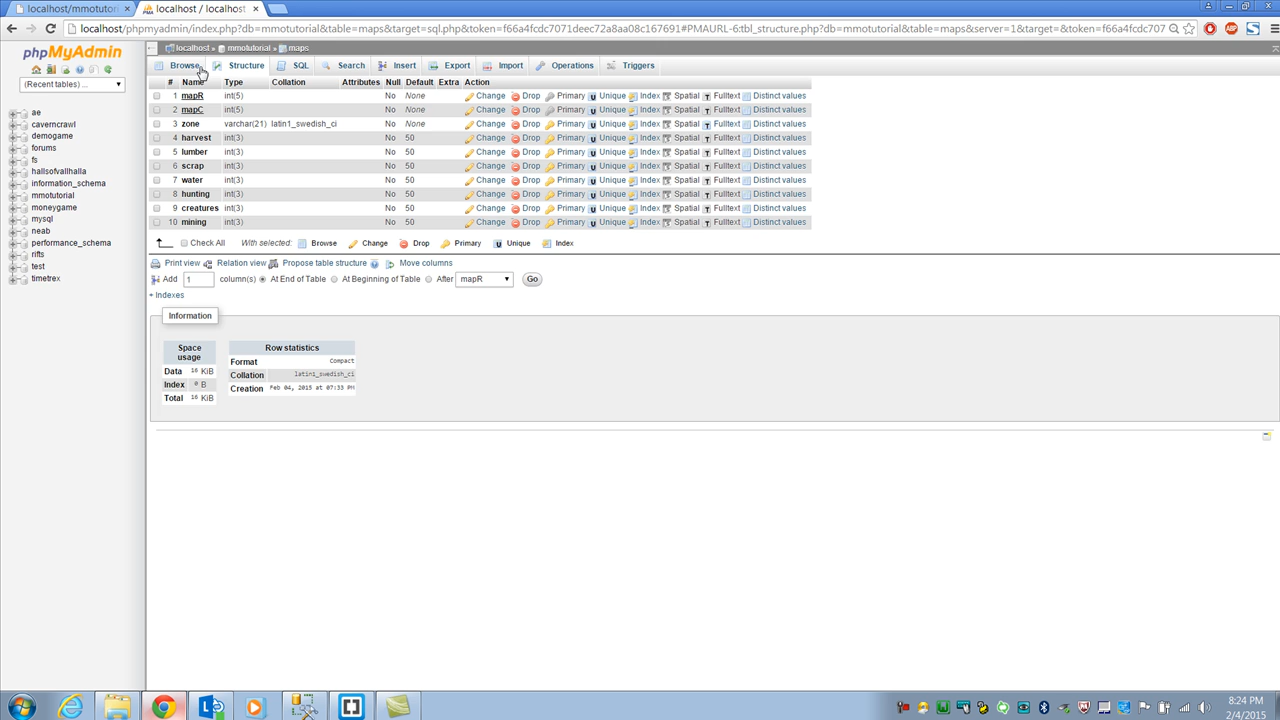 localhost/mmotutorial × localhost / localhost ×
localhost/phpmyadmin/index.php?db=mmotutorial&table=maps&target=sql.php&token=f66a4fcdc7071deec72c8aa08c167691#PMAURL-6:tbl_structure.php?db=mmotutorial&table=maps&server=1&target=&token=f66a4fcdc707
phpMyAdmin
(Recent tables) ...
ae
caverncrawl
demogame
forums
fs
hallsofvallhalla
information_schema
mmotutorial
moneygame
mysql
neab
performance_schema
rifts
test
timetrex
localhost » mmotutorial » maps
Browse Structure SQL Search Insert Export Import Operations Triggers
# Name Type Collation Attributes Null Default Extra Action
1 mapR int(5) No None Change Drop Primary Unique Index Spatial Fulltext Distinct values
2 mapC int(5) No None Change Drop Primary Unique Index Spatial Fulltext Distinct values
3 zone varchar(21) latin1_swedish_ci No None Change Drop Primary Unique Index Spatial Fulltext Distinct values
4 harvest int(3) No 50 Change Drop Primary Unique Index Spatial Fulltext Distinct values
5 lumber int(3) No 50 Change Drop Primary Unique Index Spatial Fulltext Distinct values
6 scrap int(3) No 50 Change Drop Primary Unique Index Spatial Fulltext Distinct values
7 water int(3) No 50 Change Drop Primary Unique Index Spatial Fulltext Distinct values
8 hunting int(3) No 50 Change Drop Primary Unique Index Spatial Fulltext Distinct values
9 creatures int(3) No 50 Change Drop Primary Unique Index Spatial Fulltext Distinct values
10 mining int(3) No 50 Change Drop Primary Unique Index Spatial Fulltext Distinct values
Check All With selected: Browse Change Drop Primary Unique Index
Print view Relation view Propose table structure Move columns
Add 1 column(s) At End of Table At Beginning of Table After mapR Go
+ Indexes
Information
Space usage
Data 16 KiB
Index 0 B
Total 16 KiB
Row statistics
Format Compact
Collation latin1_swedish_ci
Creation Feb 04, 2015 at 07:33 PM
8:24 PM
2/4/2015